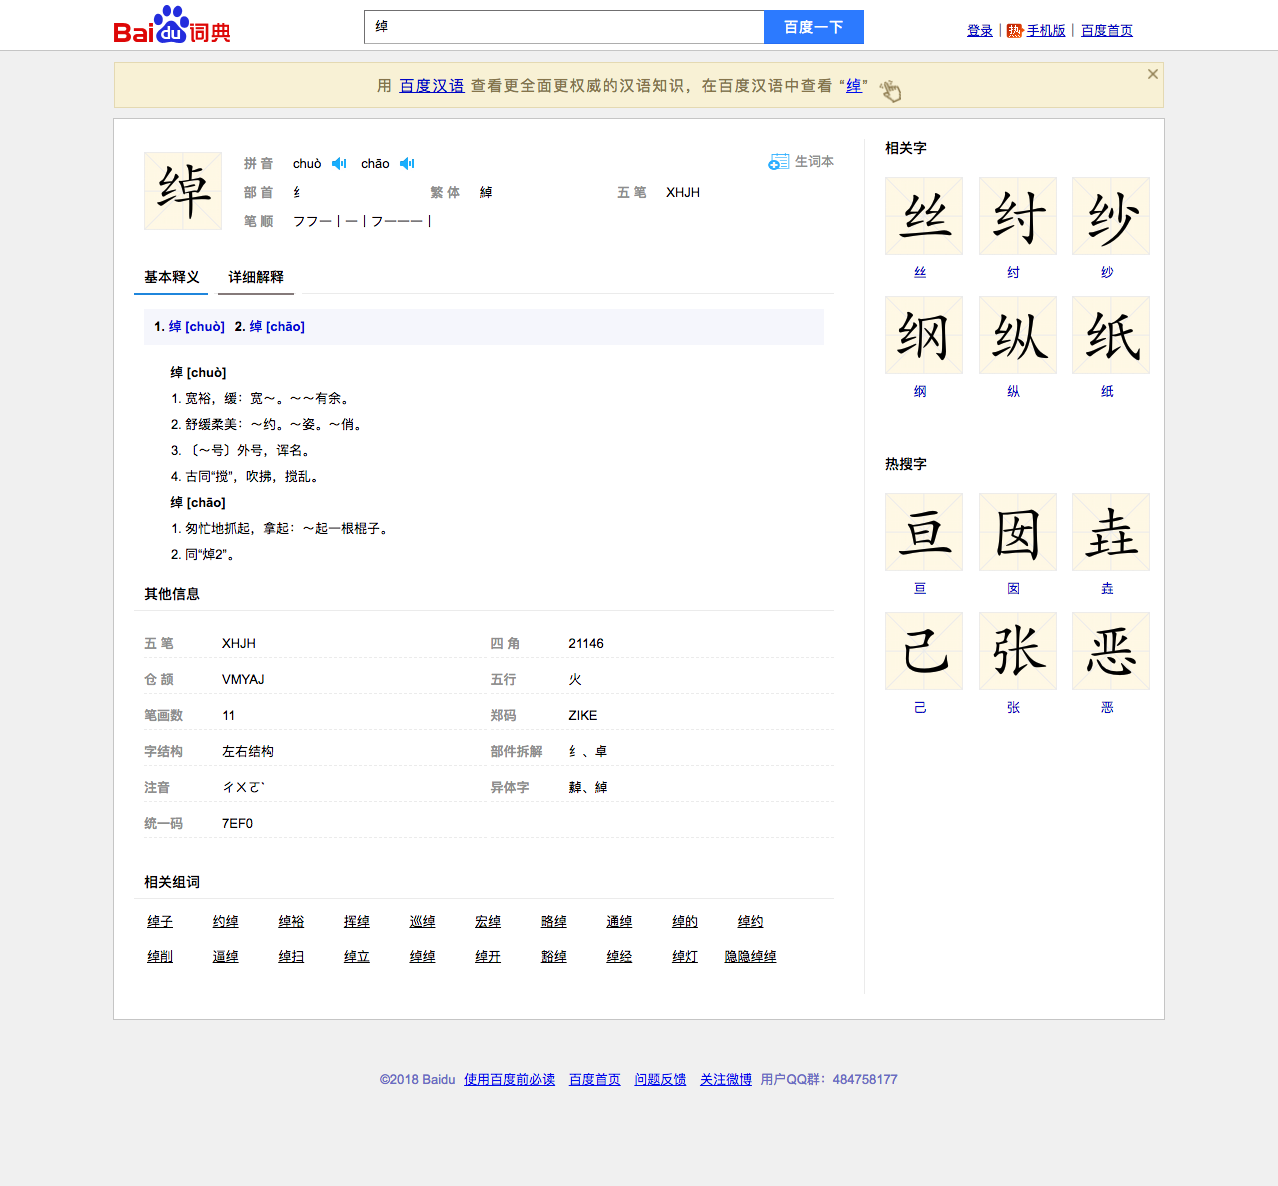 Bai du 词典
绰
百度一下
登录 | 热 手机版 | 百度首页
用 百度汉语 查看更全面更权威的汉语知识，在百度汉语中查看 “绰”
绰
拼 音 chuò chāo
生词本
部 首 纟 繁 体 綽 五 笔 XHJH
笔 顺 フフ一丨一丨フ一一一丨
基本释义 详细解释
1. 绰 [chuò] 2. 绰 [chāo]
绰 [chuò]
1. 宽裕，缓：宽～。～～有余。
2. 舒缓柔美：～约。～姿。～俏。
3. 〔～号〕外号，诨名。
4. 古同“搅”，吹拂，搅乱。
绰 [chāo]
1. 匆忙地抓起，拿起：～起一根棍子。
2. 同“焯2”。
其他信息
五 笔 XHJH 四 角 21146
仓 颉 VMYAJ 五行 火
笔画数 11 郑码 ZIKE
字结构 左右结构 部件拆解 纟、卓
注音 ㄔㄨㄛˋ 异体字 繛、綽
统一码 7EF0
相关组词
绰子 约绰 绰裕 挥绰 巡绰 宏绰 略绰 通绰 绰的 绰约
绰削 逼绰 绰扫 绰立 绰绰 绰开 豁绰 绰经 绰灯 隐隐绰绰
相关字
丝 纣 纱
丝 纣 纱
纲 纵 纸
纲 纵 纸
热搜字
亘 囡 垚
亘 囡 垚
己 张 恶
己 张 恶
©2018 Baidu 使用百度前必读 百度首页 问题反馈 关注微博 用户QQ群：484758177